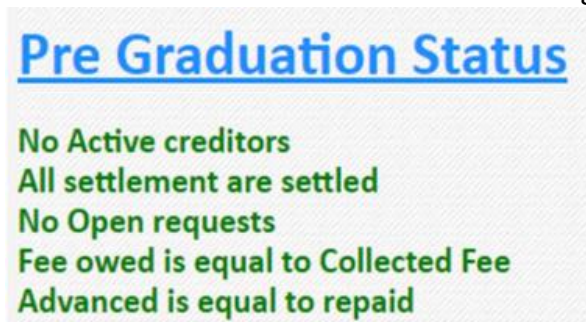 Pre Graduation Status
No Active creditors
All settlement are settled
No Open requests
Fee owed is equal to Collected Fee
Advanced is equal to repaid